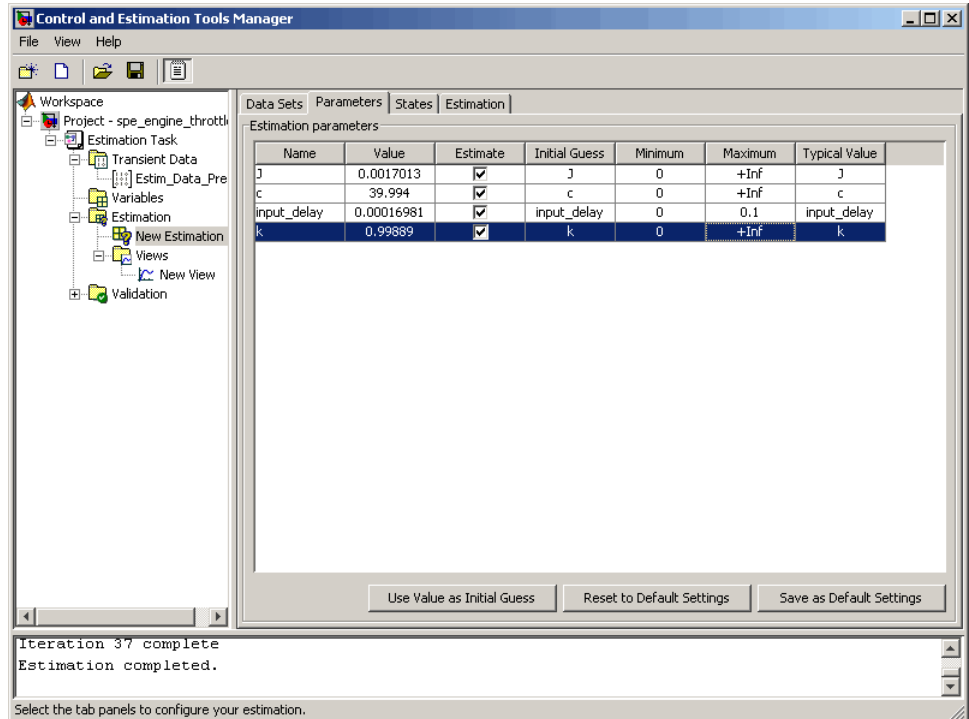 Control and Estimation Tools Manager
File View Help
Workspace
Project - spe_engine_throttl
Estimation Task
Transient Data
Estim_Data_Pre
Variables
Estimation
New Estimation
Views
New View
Validation
Data Sets Parameters States Estimation
Estimation parameters
Name Value Estimate Initial Guess Minimum Maximum Typical Value
J 0.0017013 J 0 +Inf J
c 39.994 c 0 +Inf c
input_delay 0.00016981 input_delay 0 0.1 input_delay
k 0.99889 k 0 +Inf k
Use Value as Initial Guess Reset to Default Settings Save as Default Settings
Iteration 37 complete
Estimation completed.
Select the tab panels to configure your estimation.